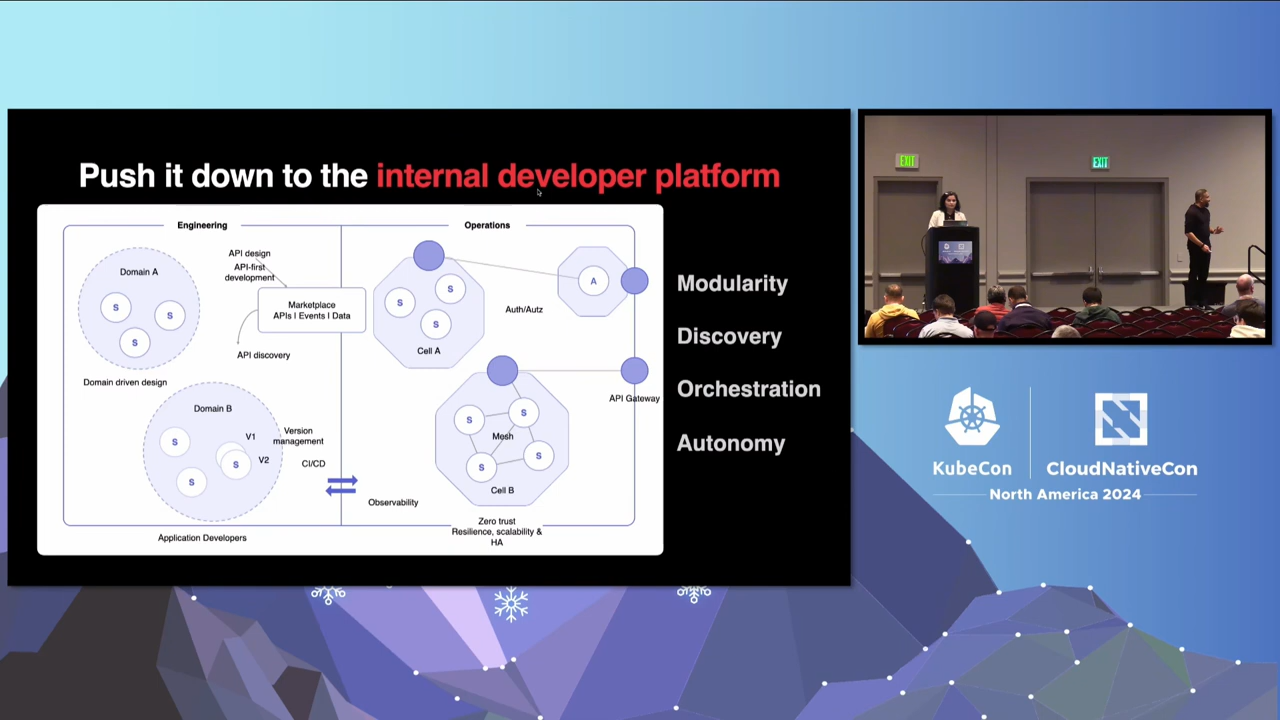 Push it down to the internal developer platform
Engineering
Operations
Domain A
S
S
S
Domain driven design
API design
API-first
development
Marketplace
APIs | Events | Data
API discovery
Domain B
S
V1
V2
S
S
Version
management
CI/CD
Application Developers
S
S
S
Cell A
Auth/Autz
A
API Gateway
S
S
Mesh
S
S
Cell B
Observability
Zero trust
Resilience, scalability &
HA
Modularity
Discovery
Orchestration
Autonomy
EXIT
EXIT
KubeCon
CloudNativeCon
North America 2024